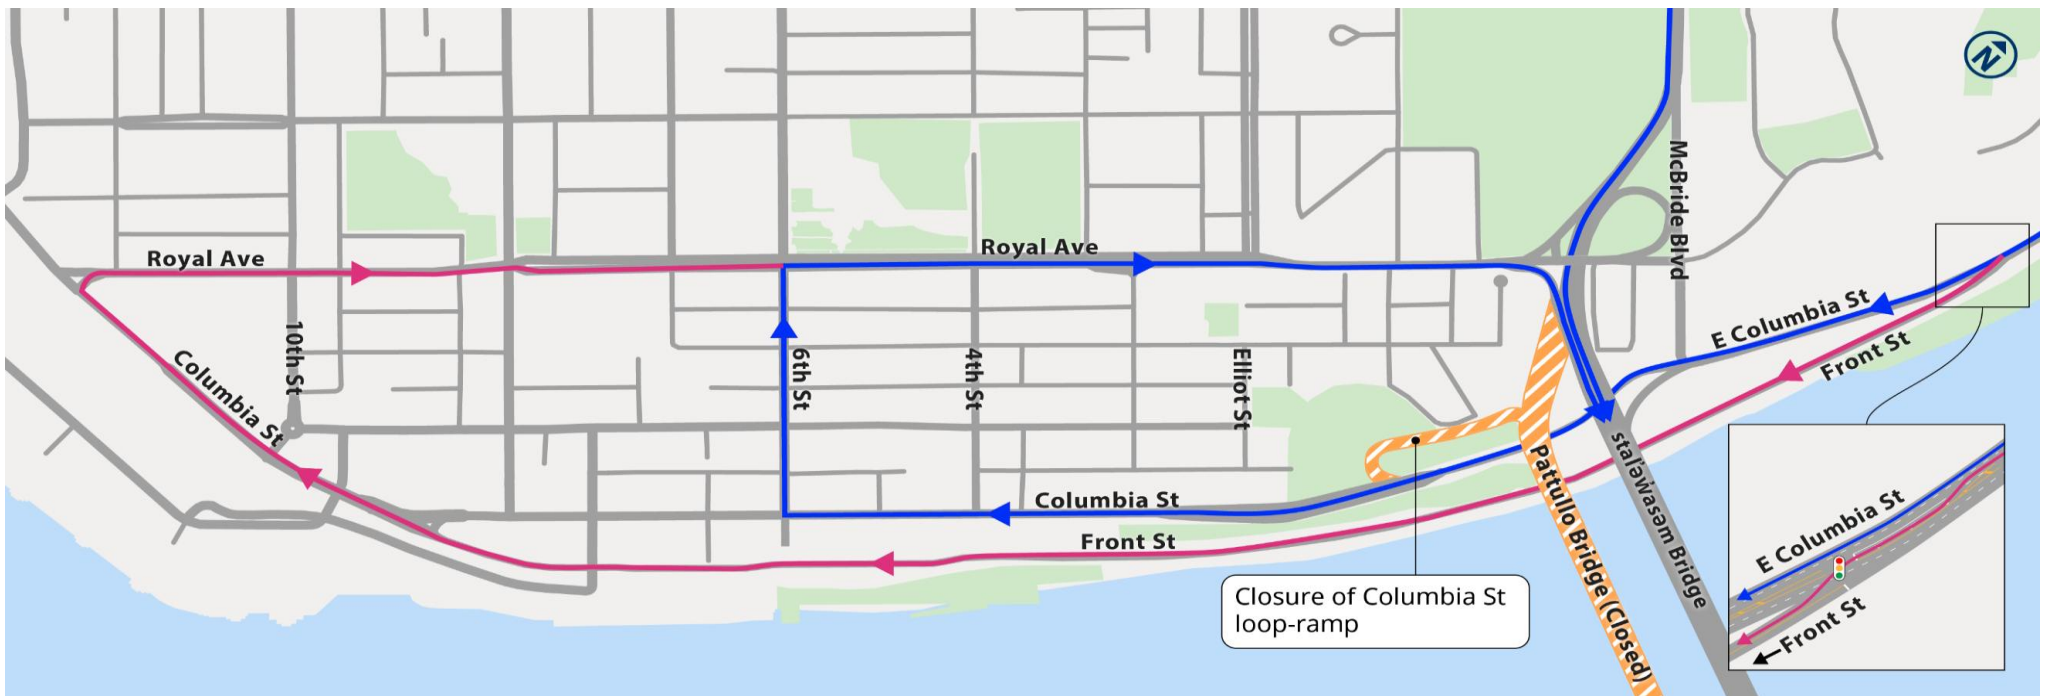 N
McBride Blvd
Royal Ave
Royal Ave
E Columbia St
Front St
10th St
6th St
4th St
Elliot St
Columbia St
Columbia St
Front St
Pattullo Bridge (Closed)
stal̓əw̓asəm Bridge
Closure of Columbia St
loop-ramp
E Columbia St
Front St